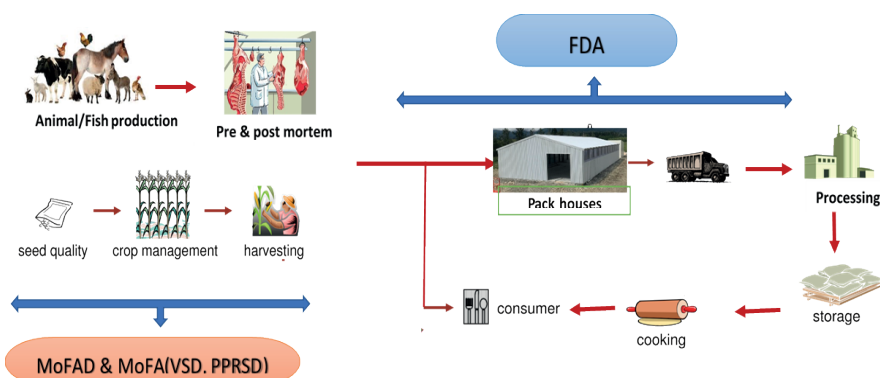 FDA
Animal/Fish production
Pre & post mortem
Pack houses
Processing
seed quality
crop management
harvesting
consumer
cooking
storage
MoFAD & MoFA(VSD, PPRSD)